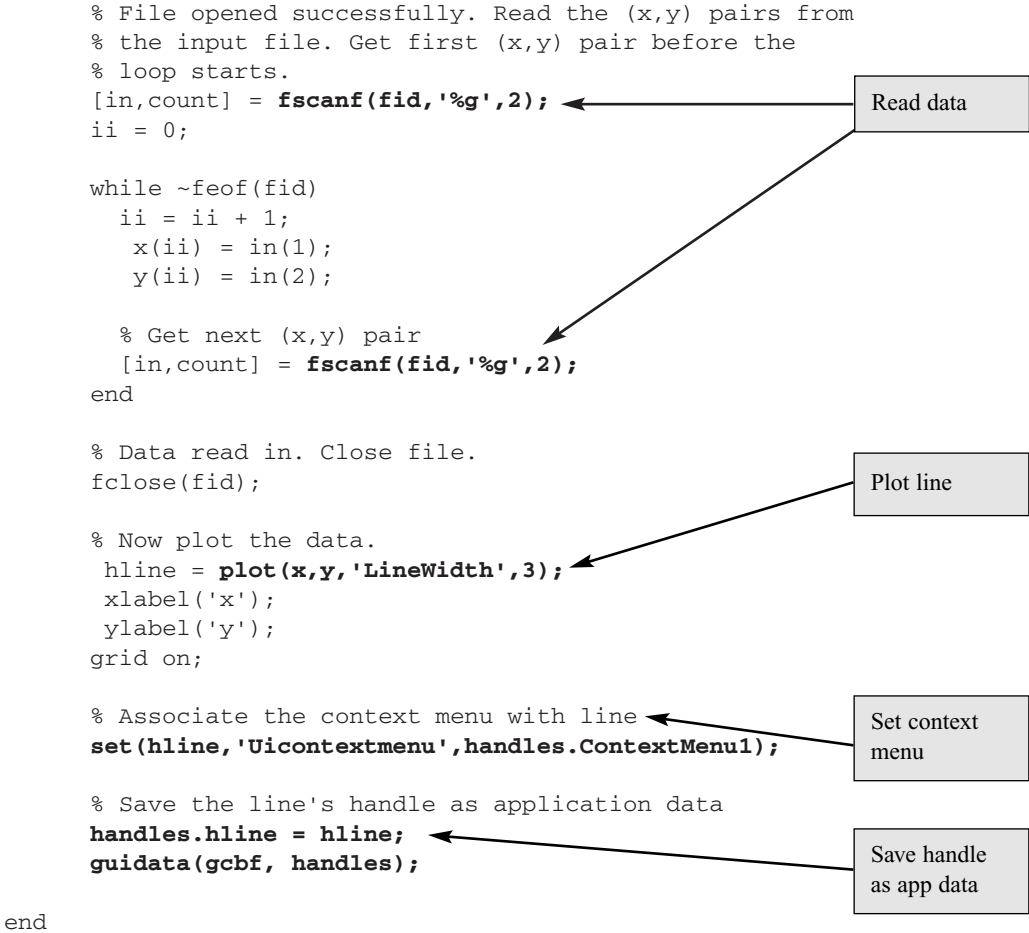 % File opened successfully. Read the (x,y) pairs from
% the input file. Get first (x,y) pair before the
% loop starts.
[in,count] = fscanf(fid,'%g',2);
Read data
ii = 0;
while ~feof(fid)
ii = ii + 1;
x(ii) = in(1);
y(ii) = in(2);
% Get next (x,y) pair
[in,count] = fscanf(fid,'%g',2);
end
% Data read in. Close file.
fclose(fid);
Plot line
% Now plot the data.
hline = plot(x,y,'LineWidth',3);
xlabel('x');
ylabel('y');
grid on;
% Associate the context menu with line
set(hline,'Uicontextmenu',handles.ContextMenu1);
Set context
menu
% Save the line's handle as application data
handles.hline = hline;
guidata(gcbf, handles);
Save handle
as app data
end